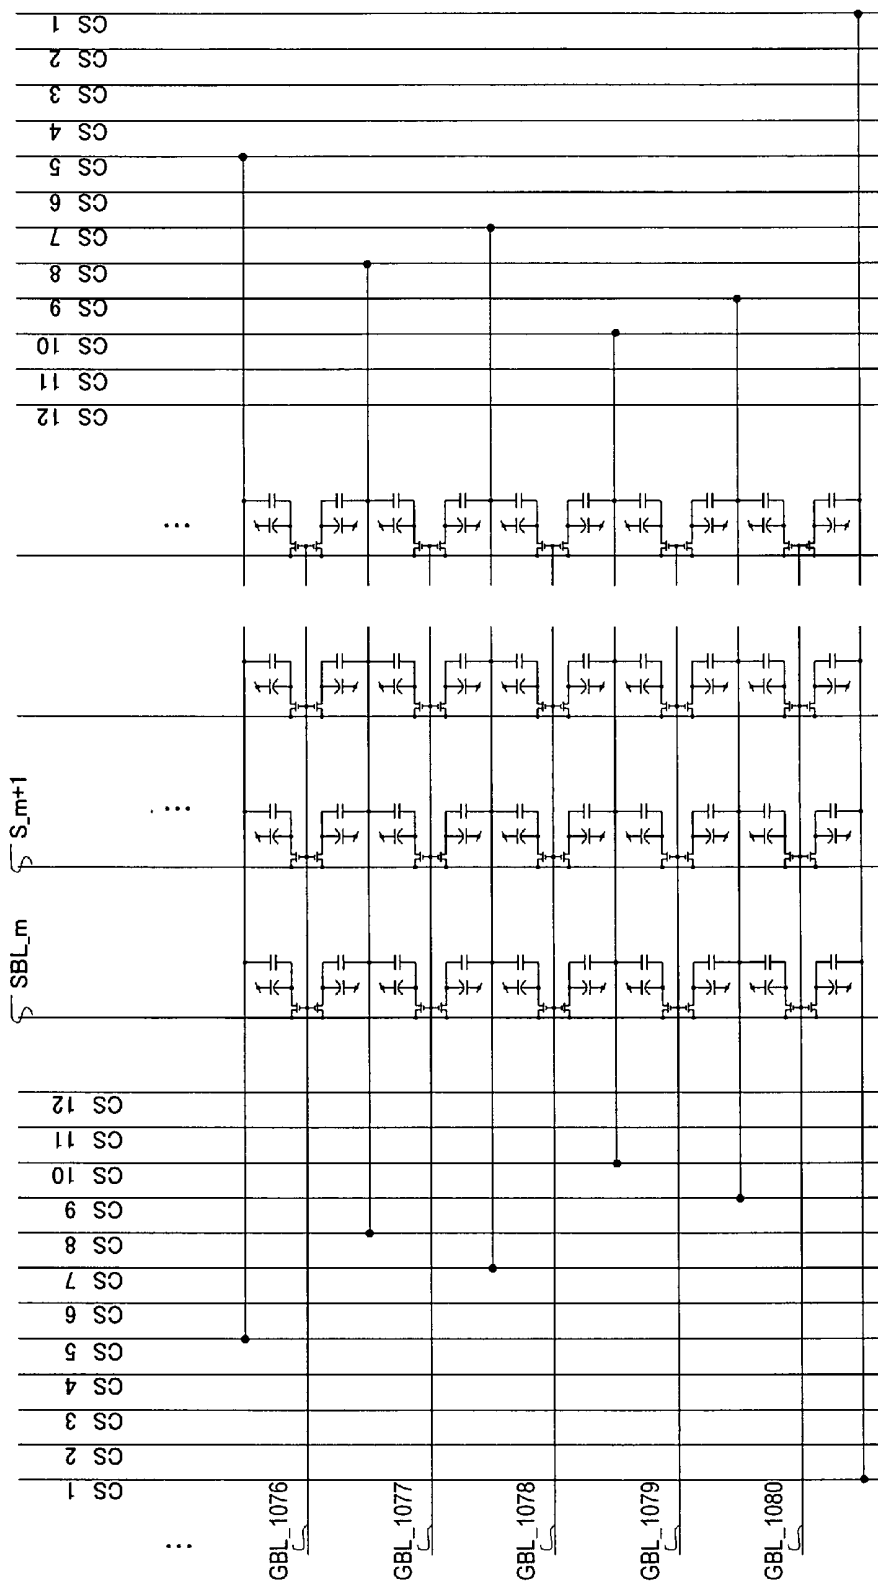 CS 1
CS 2
CS 3
CS 4
CS 5
CS 6
CS 7
CS 8
CS 9
CS 10
CS 11
CS 12
...
S_m+1
...
SBL_m
CS 12
CS 11
CS 10
CS 9
CS 8
CS 7
CS 6
CS 5
CS 4
CS 3
CS 2
CS 1
...
GBL_1076
GBL_1077
GBL_1078
GBL_1079
GBL_1080